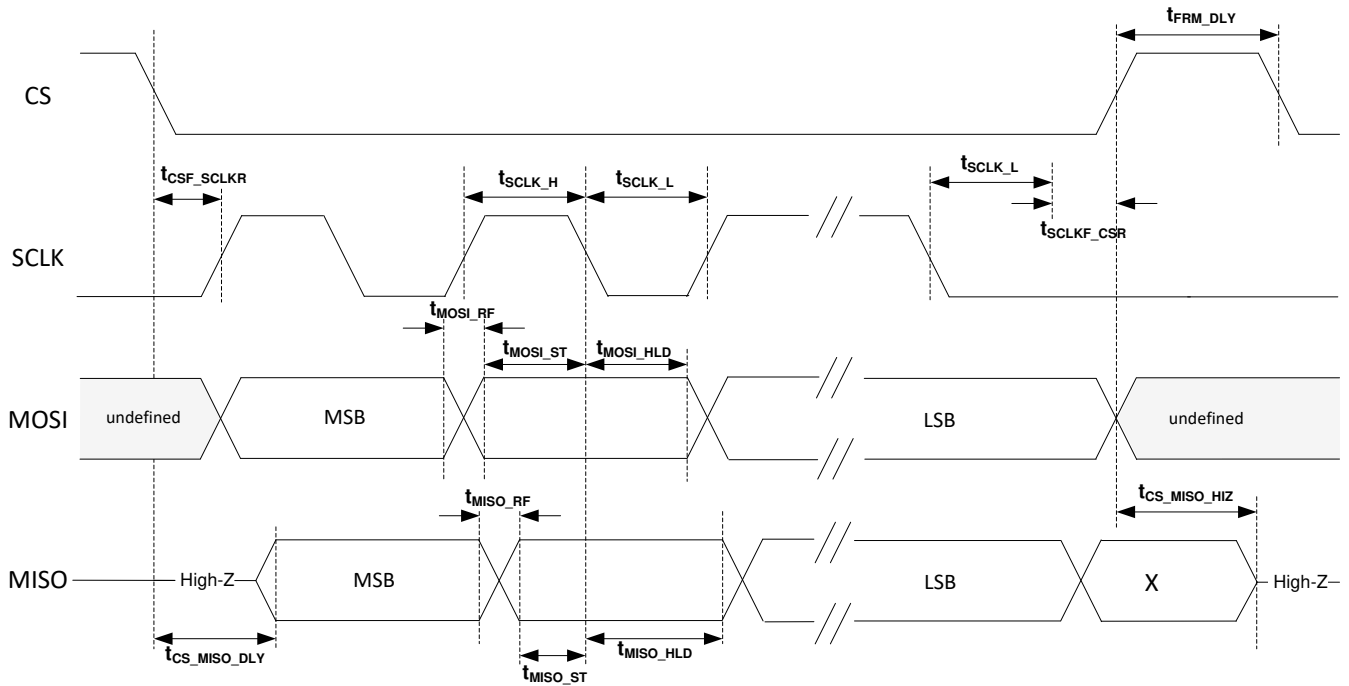 tFRM_DLY
CS
tCSF_SCLKR
tSCLK_H
tSCLK_L
tSCLK_L
tSCLKF_CSR
SCLK
tMOSI_RF
tMOSI_ST
tMOSI_HLD
MOSI
undefined
MSB
LSB
undefined
tMISO_RF
tCS_MISO_HIZ
MISO
High-Z
MSB
LSB
X
High-Z
tCS_MISO_DLY
tMISO_ST
tMISO_HLD